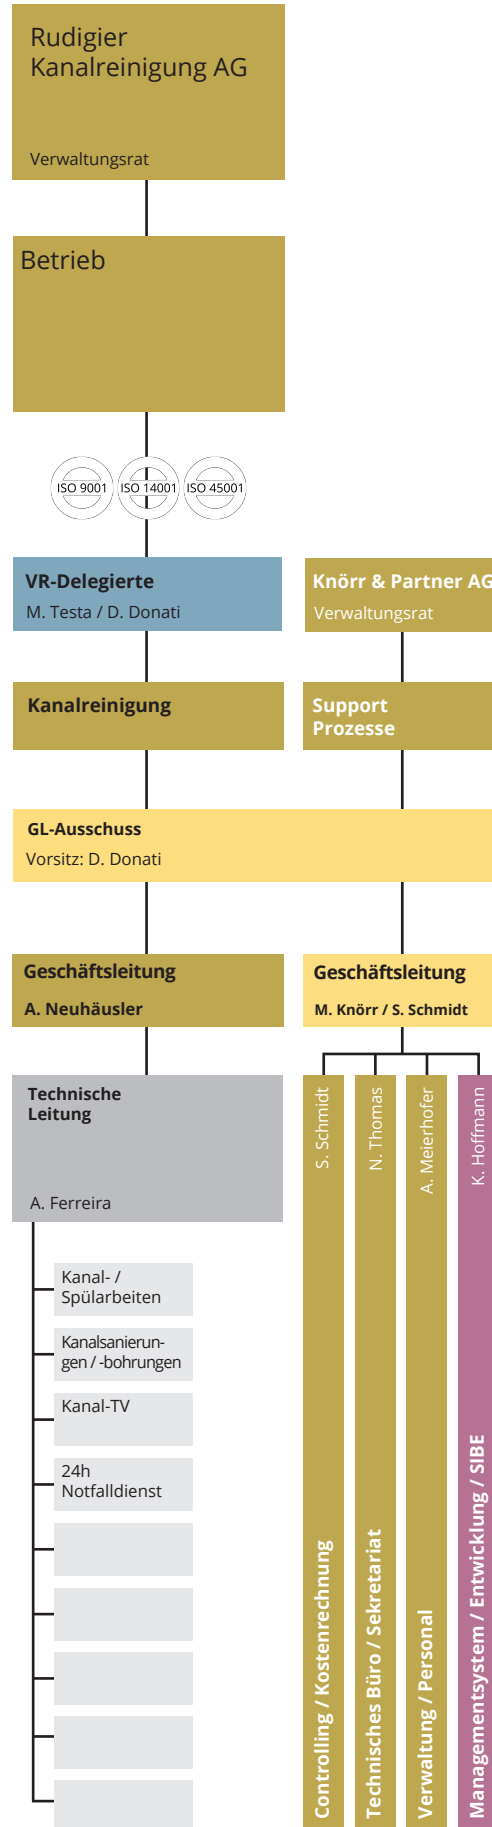 Rudigier
Kanalreinigung AG
Verwaltungsrat
Betrieb
ISO 9001
ISO 14001
ISO 45001
VR-Delegierte
M. Testa / D. Donati
Knörr & Partner AG
Verwaltungsrat
Kanalreinigung
Support
Prozesse
GL-Ausschuss
Vorsitz: D. Donati
Geschäftsleitung
A. Neuhäusler
Geschäftsleitung
M. Knörr / S. Schmidt
Technische
Leitung
A. Ferreira
Kanal- /
Spülarbeiten
Kanalsanierun-
gen / -bohrungen
Kanal-TV
24h
Notfalldienst
S. Schmidt
Controlling / Kostenrechnung
N. Thomas
Technisches Büro / Sekretariat
A. Meierhofer
Verwaltung / Personal
K. Hoffmann
Managementsystem / Entwicklung / SIBE